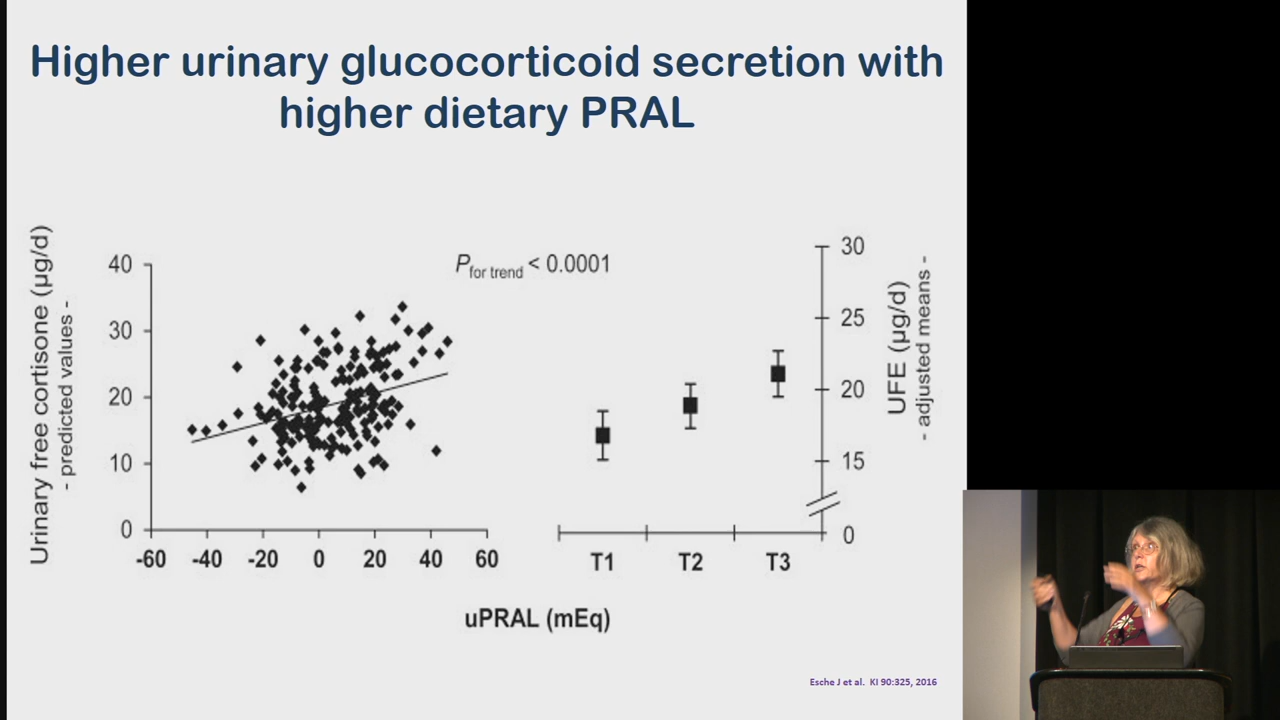 Higher urinary glucocorticoid secretion with
higher dietary PRAL
Urinary free cortisone (µg/d)
- predicted values -
40
30
20
10
0
-60 -40 -20 0 20 40 60
P for trend < 0.0001
30
25
20
15
0
UFE (µg/d)
- adjusted means -
T1 T2 T3
uPRAL (mEq)
Esche J et al. KI 90:325, 2016